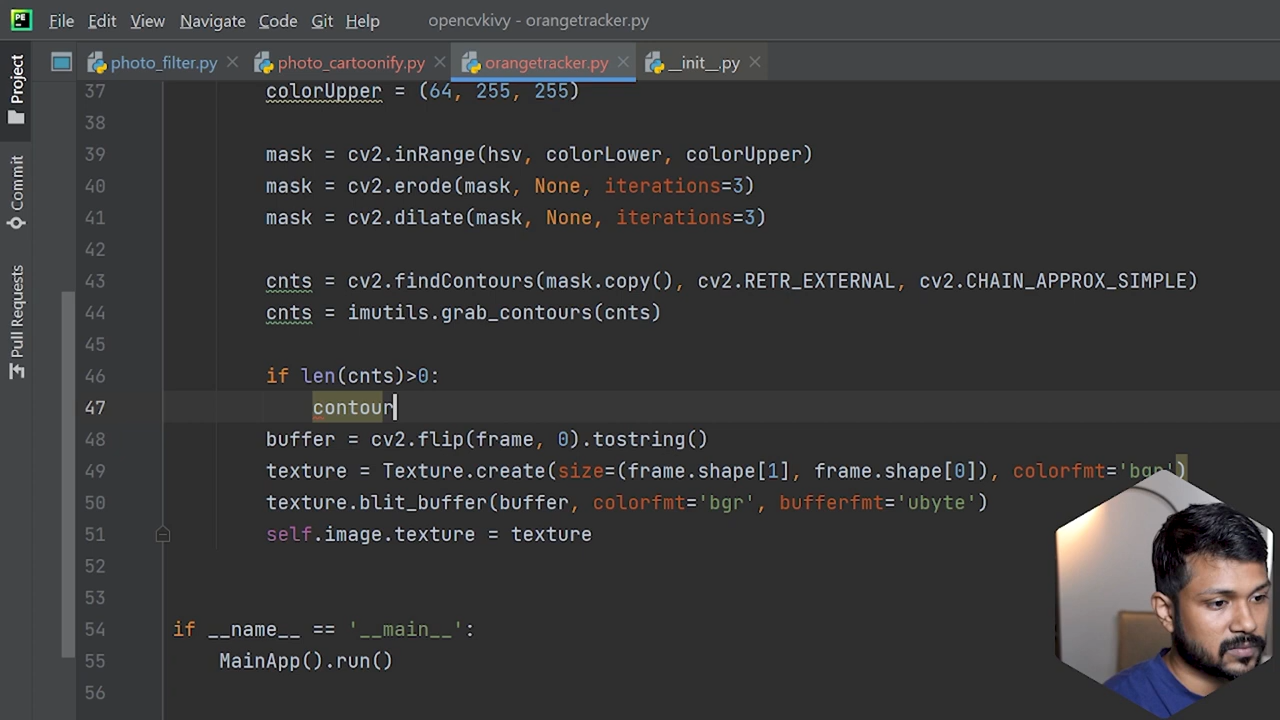 PE File Edit View Navigate Code Git Help opencvkivy - orangetracker.py
photo_filter.py photo_cartoonify.py orangetracker.py __init__.py
Project
Commit
Pull Requests
37 colorUpper = (64, 255, 255)
38
39 mask = cv2.inRange(hsv, colorLower, colorUpper)
40 mask = cv2.erode(mask, None, iterations=3)
41 mask = cv2.dilate(mask, None, iterations=3)
42
43 cnts = cv2.findContours(mask.copy(), cv2.RETR_EXTERNAL, cv2.CHAIN_APPROX_SIMPLE)
44 cnts = imutils.grab_contours(cnts)
45
46 if len(cnts)>0:
47 contour
48 buffer = cv2.flip(frame, 0).tostring()
49 texture = Texture.create(size=(frame.shape[1], frame.shape[0]), colorfmt='bgr')
50 texture.blit_buffer(buffer, colorfmt='bgr', bufferfmt='ubyte')
51 self.image.texture = texture
52
53
54 if __name__ == '__main__':
55 MainApp().run()
56